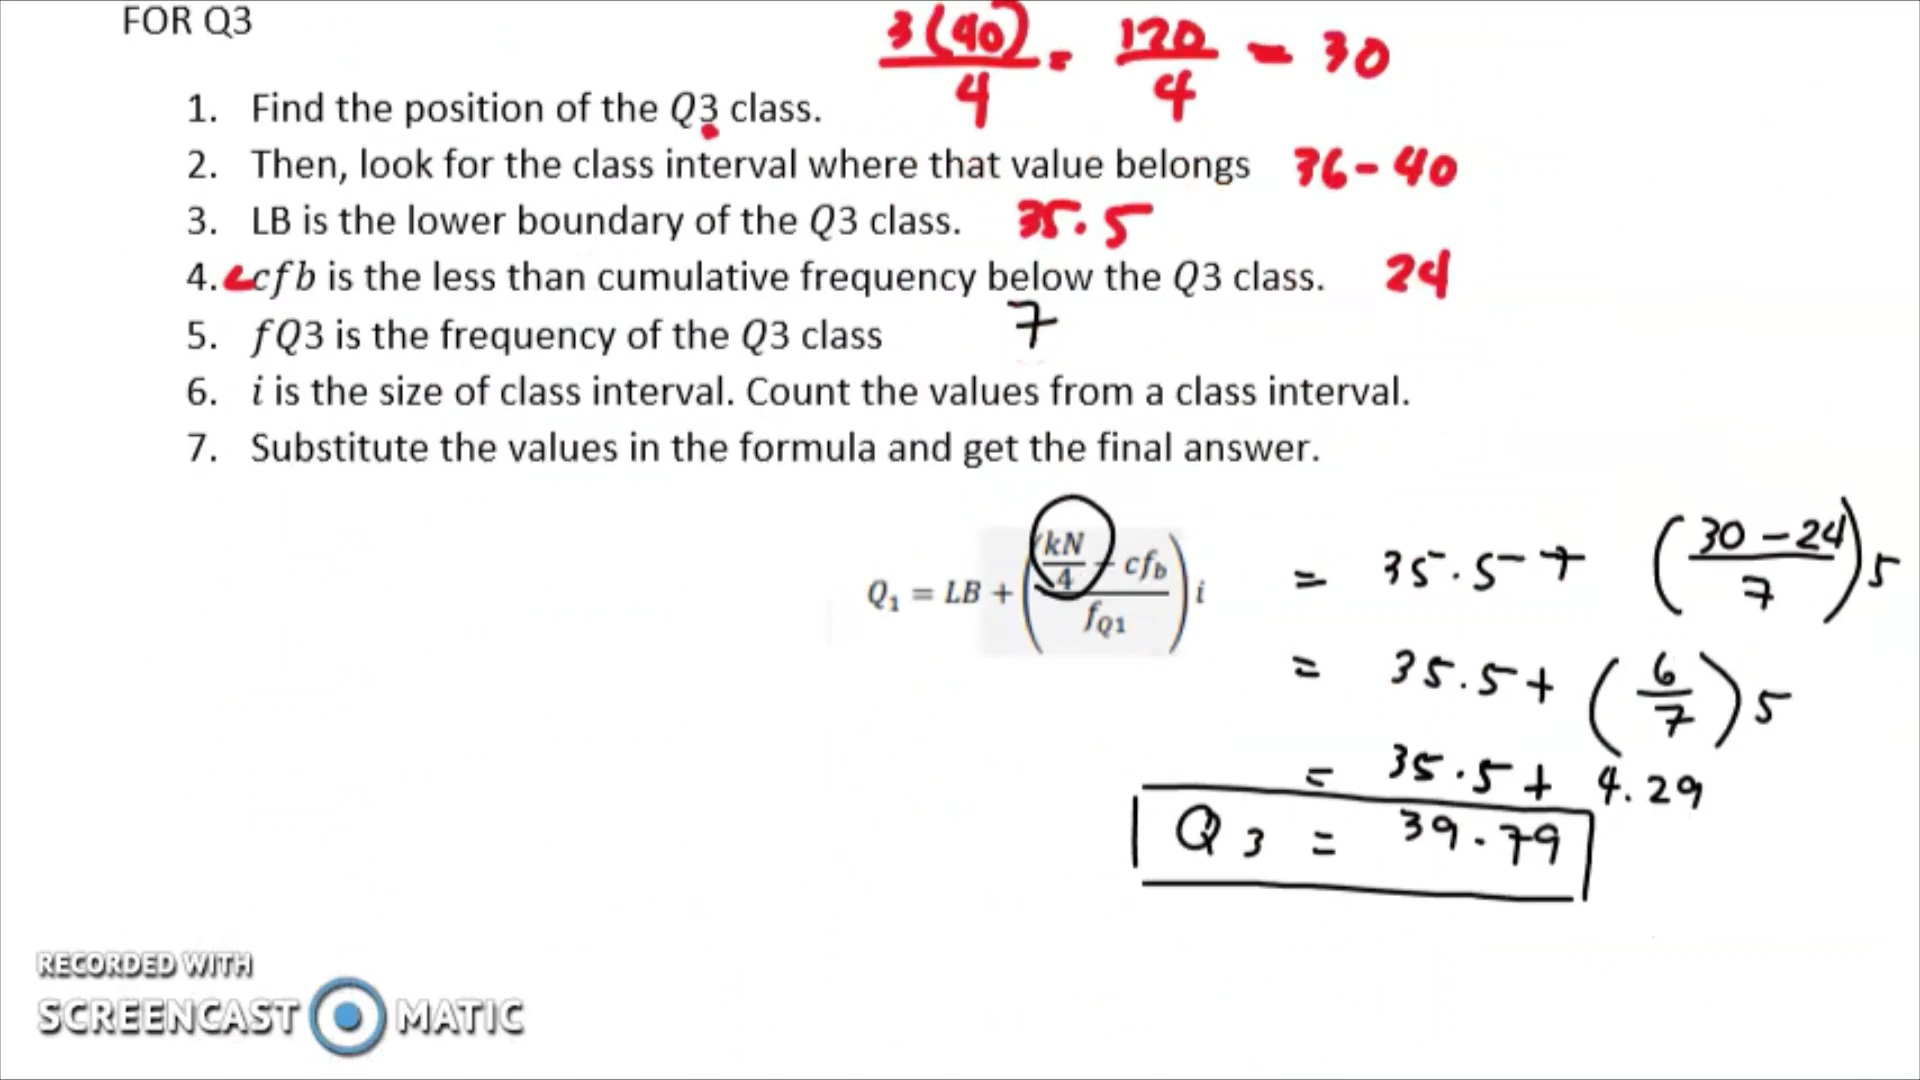 FOR Q3
3(40)/4 = 120/4 = 30
1. Find the position of the Q3 class.
2. Then, look for the class interval where that value belongs 36-40
3. LB is the lower boundary of the Q3 class. 35.5
4. <cfb is the less than cumulative frequency below the Q3 class. 24
5. fQ3 is the frequency of the Q3 class 7
6. i is the size of class interval. Count the values from a class interval.
7. Substitute the values in the formula and get the final answer.
Q₁ = LB + ((kN/4 - cf_b)/f_Q1) i = 35.5 + ((30-24)/7) 5
= 35.5 + (6/7) 5
= 35.5 + 4.29
Q3 = 39.79
RECORDED WITH
SCREENCAST MATIC